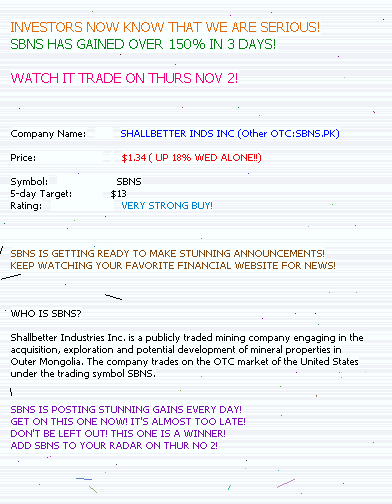 INVESTORS NOW KNOW THAT WE ARE SERIOUS!
SBNS HAS GAINED OVER 150% IN 3 DAYS!
WATCH IT TRADE ON THURS NOV 2!
Company Name: SHALLBETTER INDS INC (Other OTC:SBNS.PK)
Price: $1.34 ( UP 18% WED ALONE!!)
Symbol: SBNS
5-day Target: $13
Rating: VERY STRONG BUY!
SBNS IS GETTING READY TO MAKE STUNNING ANNOUNCEMENTS!
KEEP WATCHING YOUR FAVORITE FINANCIAL WEBSITE FOR NEWS!
WHO IS SBNS?
Shallbetter Industries Inc. is a publicly traded mining company engaging in the
acquisition, exploration and potential development of mineral properties in
Outer Mongolia. The company trades on the OTC market of the United States
under the trading symbol SBNS.
SBNS IS POSTING STUNNING GAINS EVERY DAY!
GET ON THIS ONE NOW! IT'S ALMOST TOO LATE!
DON'T BE LEFT OUT! THIS ONE IS A WINNER!
ADD SBNS TO YOUR RADAR ON THUR NO 2!